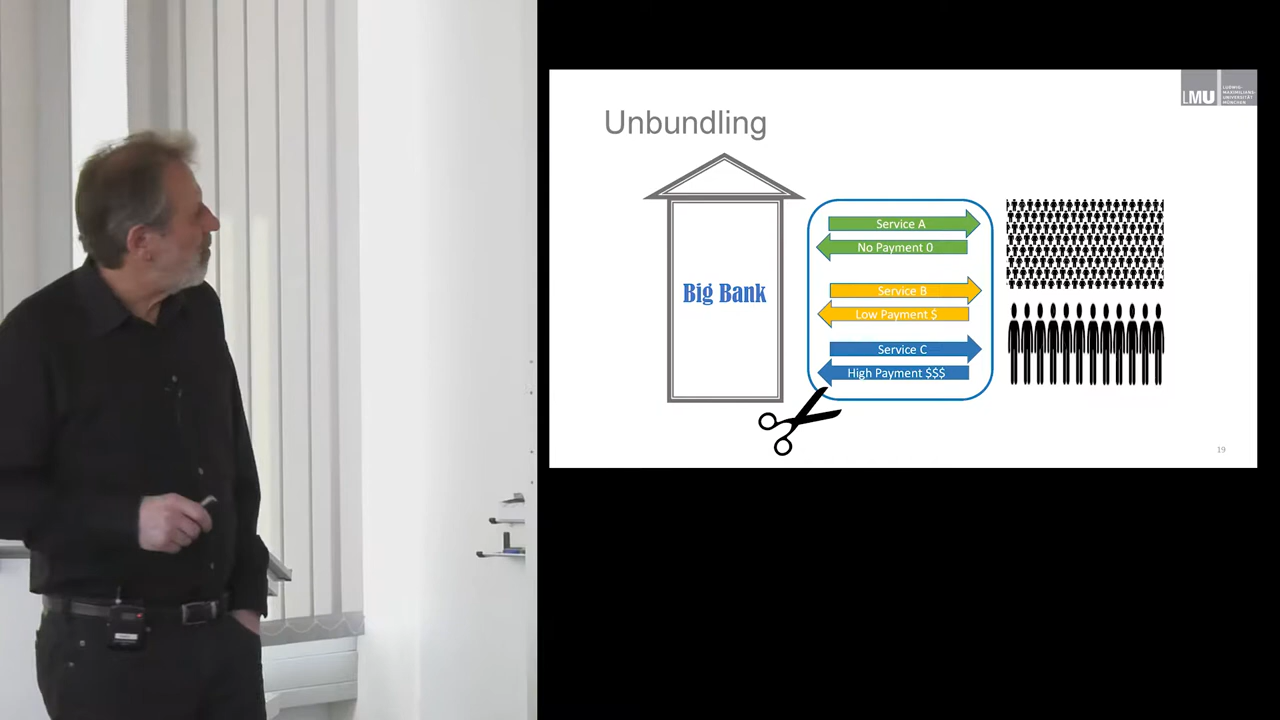 Unbundling
LMU
LUDWIG-
MAXIMILIANS-
UNIVERSITÄT
MÜNCHEN
Service A
No Payment 0
Big Bank
Service B
Low Payment $
Service C
High Payment $$$
19